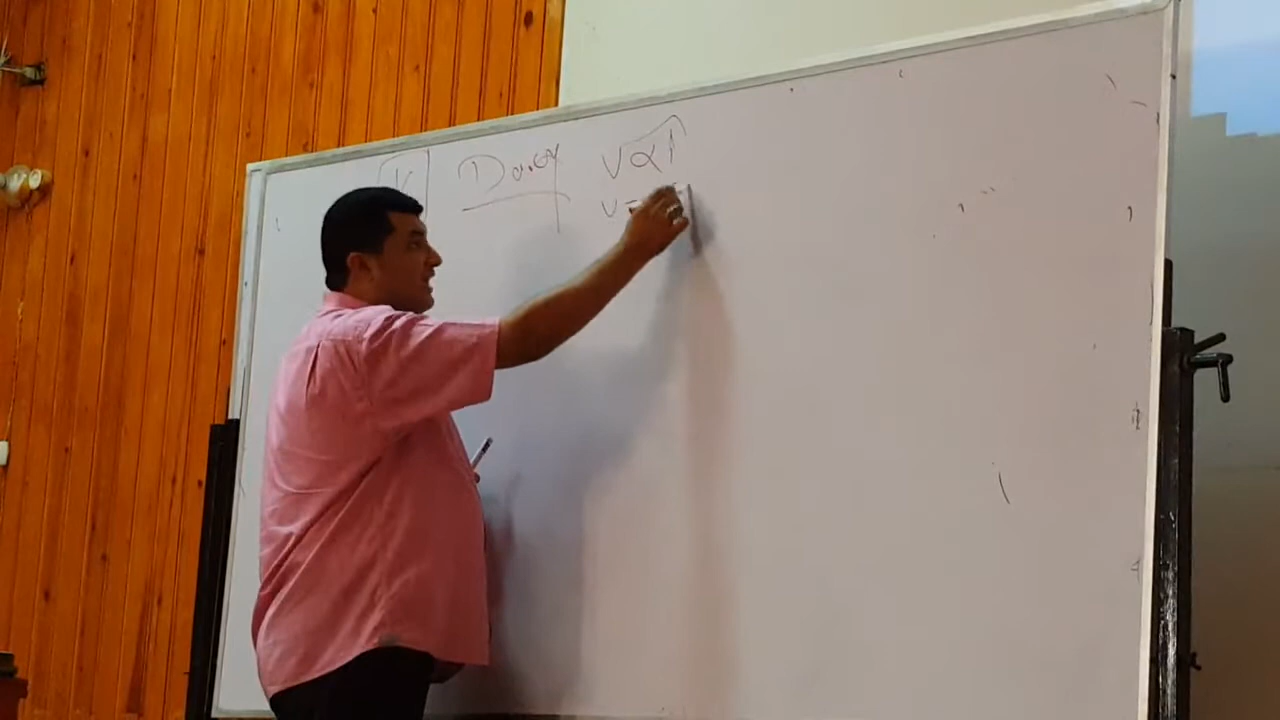 K Darcy V α i
V =